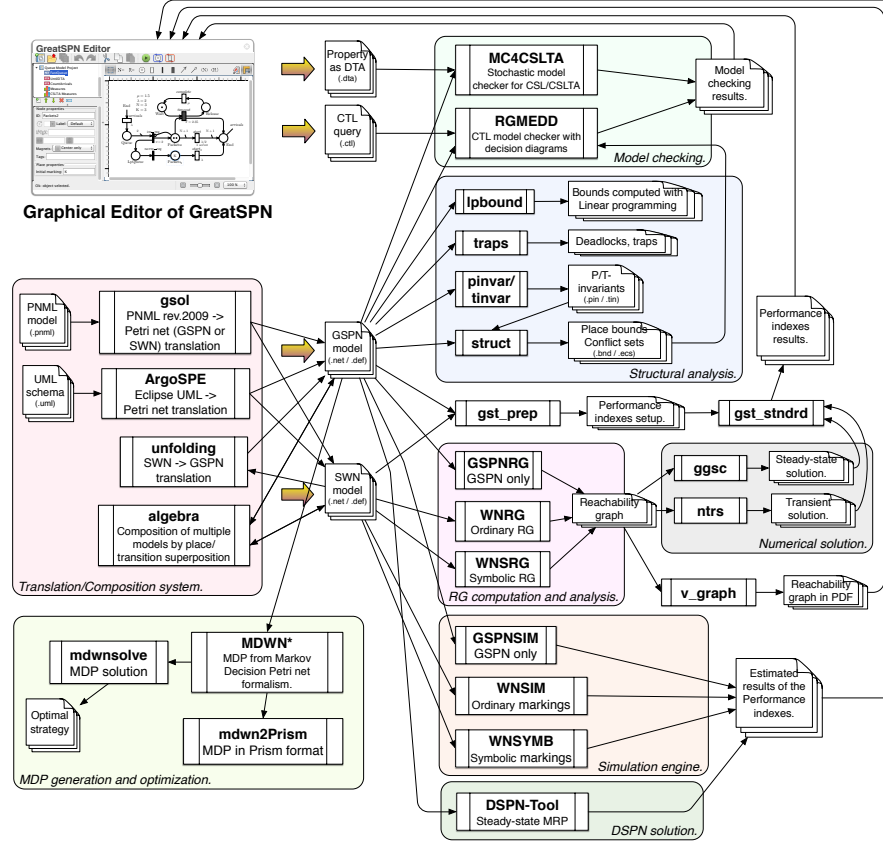 GreatSPN Editor
Graphical Editor of GreatSPN
Property
as DTA
(.dta)
CTL
query
(.ctl)
MC4CSLTA
Stochastic model
checker for CSL/CSLTA
RGMEDD
CTL model checker with
decision diagrams
Model checking.
Model
checking
results.
lpbound
Bounds computed with
Linear programming
traps
Deadlocks, traps
pinvar/
tinvar
P/T-
invariants
(.pin / .tin)
struct
Place bounds
Conflict sets
(.bnd / .ecs)
Structural analysis.
Performance
indexes
results.
PNML
model
(.pnml)
gsol
PNML rev.2009 ->
Petri net (GSPN or
SWN) translation
UML
schema
(.uml)
ArgoSPE
Eclipse UML ->
Petri net translation
unfolding
SWN -> GSPN
translation
algebra
Composition of multiple
models by place/
transition superposition
Translation/Composition system.
GSPN
model
(.net / .def)
SWN
model
(.net / .def)
gst_prep
Performance
indexes setup.
gst_stndrd
GSPNRG
GSPN only
WNRG
Ordinary RG
WNSRG
Symbolic RG
Reachability
graph
RG computation and analysis.
ggsc
Steady-state
solution.
ntrs
Transient
solution.
Numerical solution.
v_graph
Reachability
graph in PDF
mdwnsolve
MDP solution
MDWN*
MDP from Markov
Decision Petri net
formalism.
Optimal
strategy
mdwn2Prism
MDP in Prism format
MDP generation and optimization.
GSPNSIM
GSPN only
WNSIM
Ordinary markings
WNSYMB
Symbolic markings
Simulation engine.
Estimated
results of the
Performance
indexes.
DSPN-Tool
Steady-state MRP
DSPN solution.